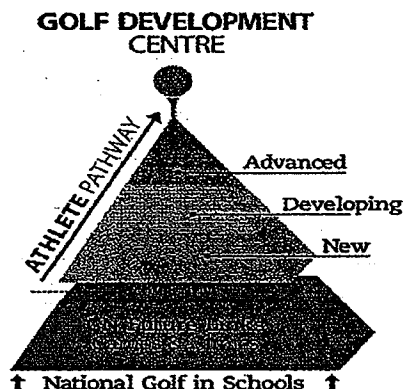 GOLF DEVELOPMENT
CENTRE
ATHLETE PATHWAY
Advanced
Developing
New
National Golf in Schools